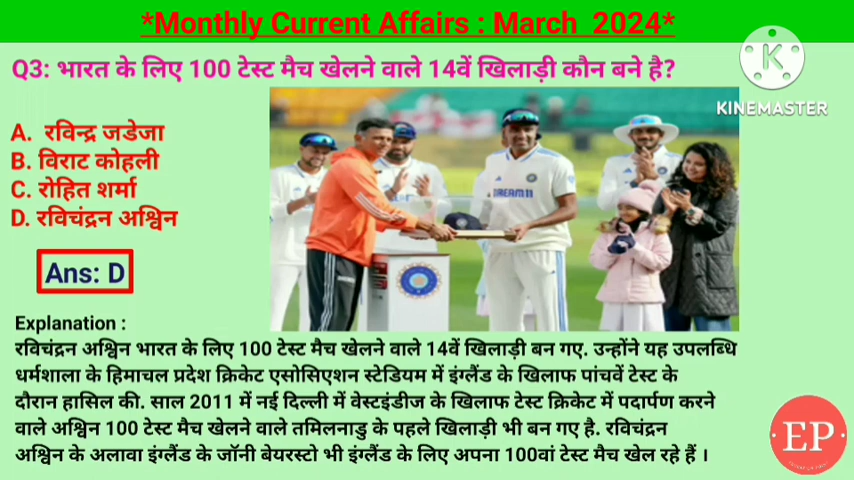 *Monthly Current Affairs : March 2024*
Q3: भारत के लिए 100 टेस्ट मैच खेलने वाले 14वें खिलाड़ी कौन बने है?
KINEMASTER
A. रविन्द्र जडेजा
B. विराट कोहली
C. रोहित शर्मा
D. रविचंद्रन अश्विन
DREAM11
Ans: D
Explanation :
रविचंद्रन अश्विन भारत के लिए 100 टेस्ट मैच खेलने वाले 14वें खिलाड़ी बन गए. उन्होंने यह उपलब्धि
धर्मशाला के हिमाचल प्रदेश क्रिकेट एसोसिएशन स्टेडियम में इंग्लैंड के खिलाफ पांचवें टेस्ट के
दौरान हासिल की. साल 2011 में नई दिल्ली में वेस्टइंडीज के खिलाफ टेस्ट क्रिकेट में पदार्पण करने
वाले अश्विन 100 टेस्ट मैच खेलने वाले तमिलनाडु के पहले खिलाड़ी भी बन गए है. रविचंद्रन
अश्विन के अलावा इंग्लैंड के जॉनी बेयरस्टो भी इंग्लैंड के लिए अपना 100वां टेस्ट मैच खेल रहे हैं ।
EP